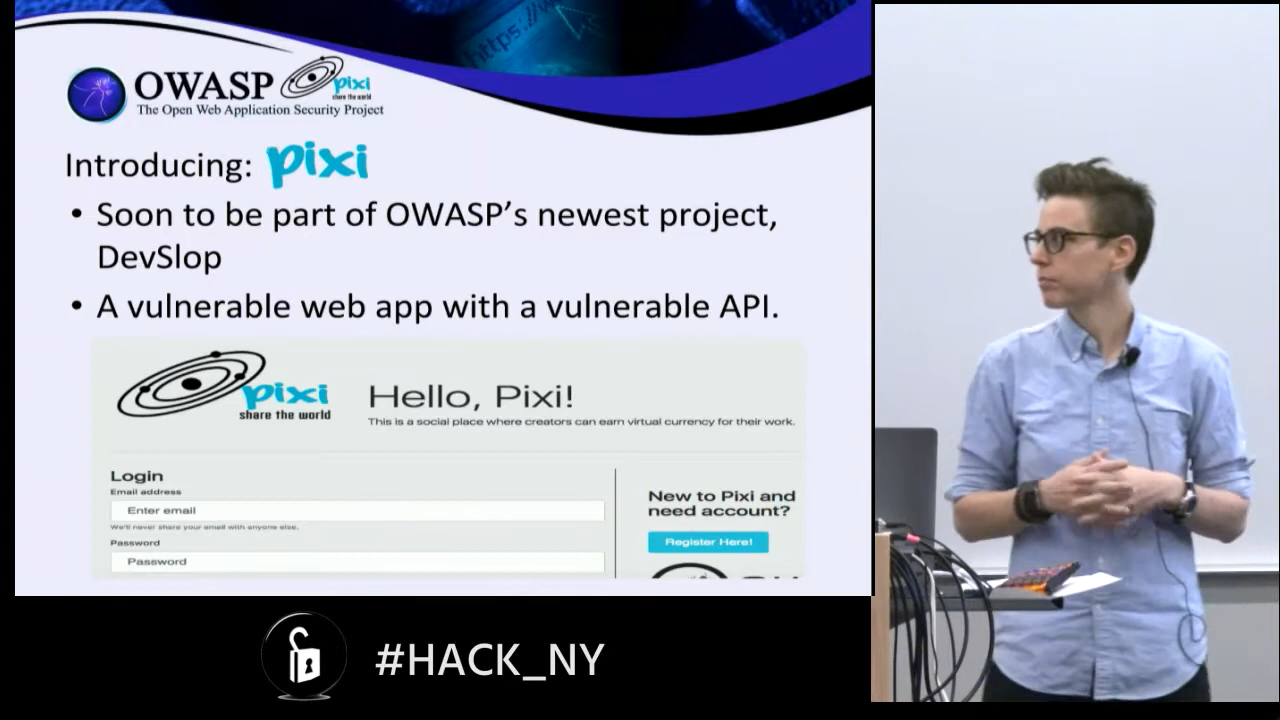 https://w
OWASP pixi
share the world
The Open Web Application Security Project
Introducing: pixi
• Soon to be part of OWASP's newest project,
DevSlop
• A vulnerable web app with a vulnerable API.
pixi
share the world
Hello, Pixi!
This is a social place where creators can earn virtual currency for their work.
Login
Email address
Enter email
We'll never share your email with anyone else.
Password
Password
New to Pixi and
need account?
Register Here!
#HACK_NY